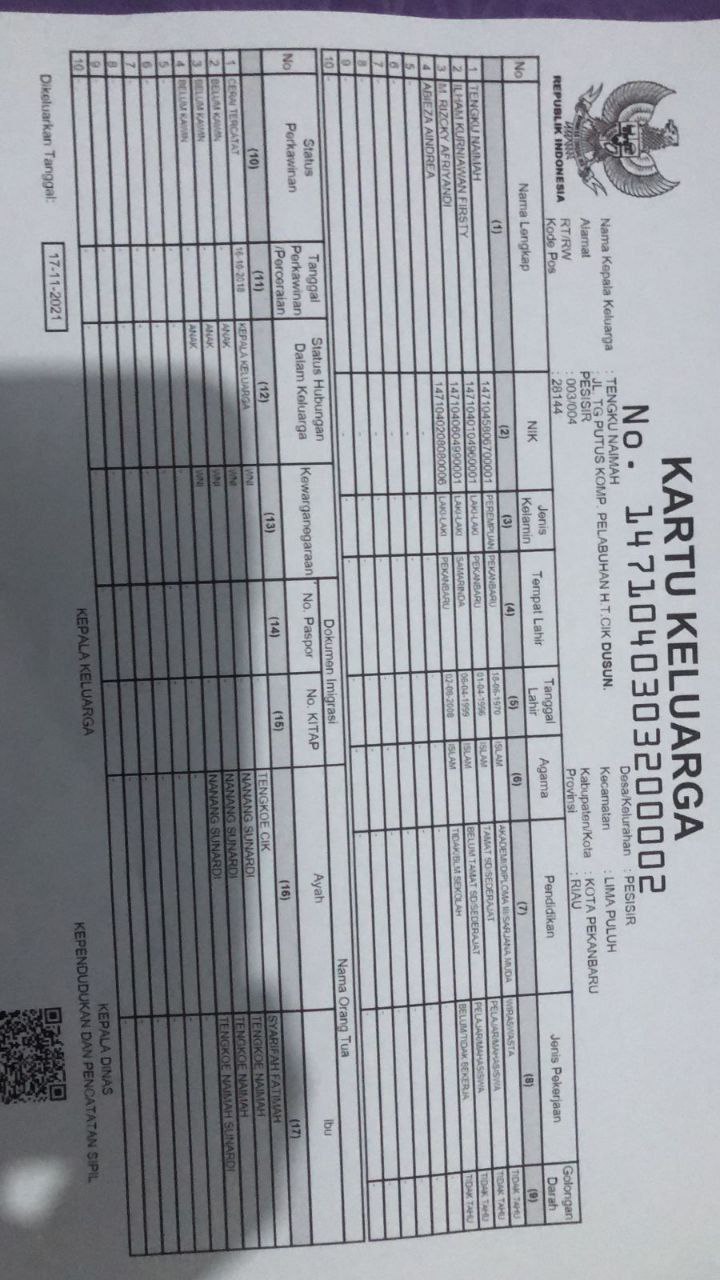 KARTU KELUARGA
No. 1471040303200002
Nama Kepala Keluarga : TENGKU NAIMAH
Alamat : JL. TG PUTUS KOMP. PELABUHAN H.T.CIK DUSUN. PESISIR
RT/RW : 003/004
Kode Pos : 28144
Desa/Kelurahan : PESISIR
Kecamatan : LIMA PULUH
Kabupaten/Kota : KOTA PEKANBARU
Provinsi : RIAU
REPUBLIK INDONESIA
No Nama Lengkap NIK Jenis Kelamin Tempat Lahir Tanggal Lahir Agama Pendidikan Jenis Pekerjaan Golongan Darah
(1) (2) (3) (4) (5) (6) (7) (8) (9)
1 TENGKU NAIMAH 1471045806700001 PEREMPUAN PEKANBARU 18-06-1970 ISLAM AKADEMI/DIPLOMA III/SARJANA MUDA WIRASWASTA TIDAK TAHU
2 ILHAM KURNIAWAN FIRSTY 1471040104960001 LAKI-LAKI PEKANBARU 01-04-1996 ISLAM TAMAT SD/SEDERAJAT PELAJAR/MAHASISWA TIDAK TAHU
3 M. RIZCKY AFRIYANDI 1471040604990001 LAKI-LAKI SAMARINDA 06-04-1999 ISLAM BELUM TAMAT SD/SEDERAJAT PELAJAR/MAHASISWA TIDAK TAHU
4 ABIEZA AINDREA 1471040208080006 LAKI-LAKI PEKANBARU 02-08-2008 ISLAM TIDAK/BLM SEKOLAH BELUM/TIDAK BEKERJA TIDAK TAHU
5 - - - - - - - - -
6 - - - - - - - - -
7 - - - - - - - - -
8 - - - - - - - - -
9 - - - - - - - - -
10 - - - - - - - - -
No Status Perkawinan Tanggal Perkawinan /Perceraian Status Hubungan Dalam Keluarga Kewarganegaraan Dokumen Imigrasi Nama Orang Tua
No. Paspor No. KITAP Ayah Ibu
(10) (11) (12) (13) (14) (15) (16) (17)
1 CERAI TERCATAT 16-10-2018 KEPALA KELUARGA WNI TENGKOE CIK SYARIFAH FATIMAH
2 BELUM KAWIN ANAK WNI NANANG SUNARDI TENGKOE NAIMAH
3 BELUM KAWIN ANAK WNI NANANG SUNARDI TENGKOE NAIMAH
4 BELUM KAWIN ANAK WNI NANANG SUNARDI TENGKOE NAIMAH SUNARDI
5 - - - - - - - -
6 - - - - - - - -
7 - - - - - - - -
8 - - - - - - - -
9 - - - - - - - -
10 - - - - - - - -
Dikeluarkan Tanggal: 17-11-2021
KEPALA KELUARGA
KEPALA DINAS
KEPENDUDUKAN DAN PENCATATAN SIPIL